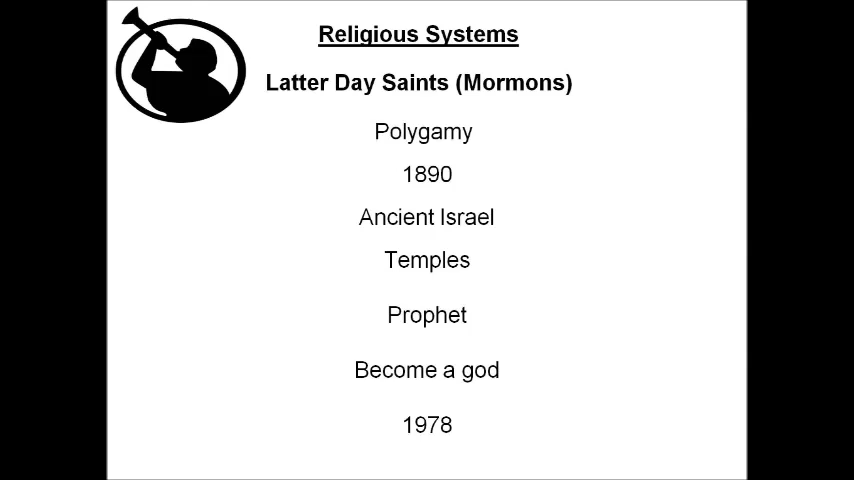 Religious Systems
Latter Day Saints (Mormons)
Polygamy
1890
Ancient Israel
Temples
Prophet
Become a god
1978